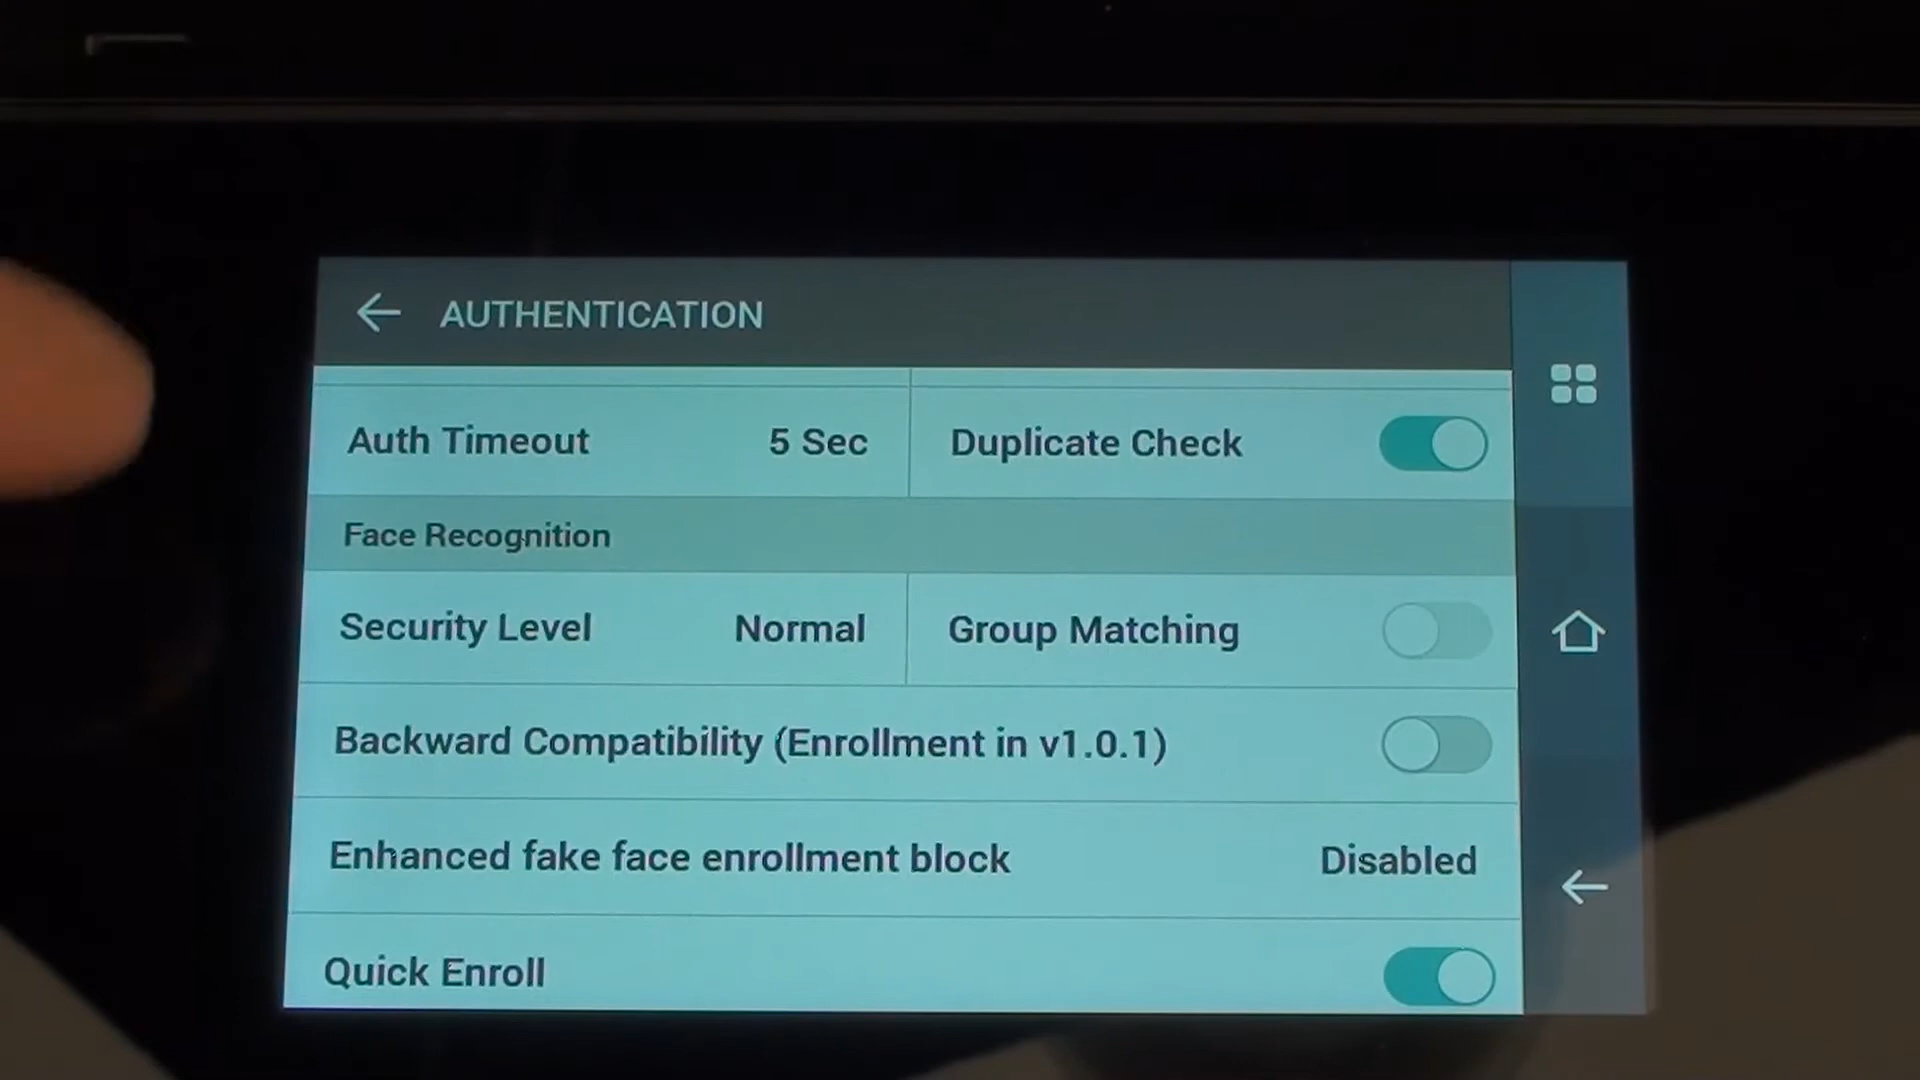 AUTHENTICATION
Auth Timeout 5 Sec Duplicate Check
Face Recognition
Security Level Normal Group Matching
Backward Compatibility (Enrollment in v1.0.1)
Enhanced fake face enrollment block Disabled
Quick Enroll